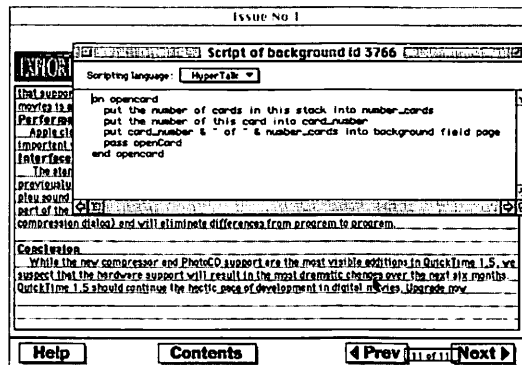 Issue No 1
EXPLOR
Script of background id 3766
Scripting language: HyperTalk
on opencard
put the number of cards in this stack into number_cards
put the number of this card into card_number
put card_number & " of " & number_cards into background field page
pass openCard
end opencard
that suppor
movies is a
Performa
Apple cla
important
Interface
The stan
previously
play sound
part of the
compression dialog) and will eliminate differences from program to program.
Conclusion
While the new compressor and PhotoCD support are the most visible additions in QuickTime 1.5, we
suspect that the hardware support will result in the most dramatic changes over the next six months.
QuickTime 1.5 should continue the hectic pace of development in digital movies. Upgrade now
Help
Contents
Prev
11 of 11
Next